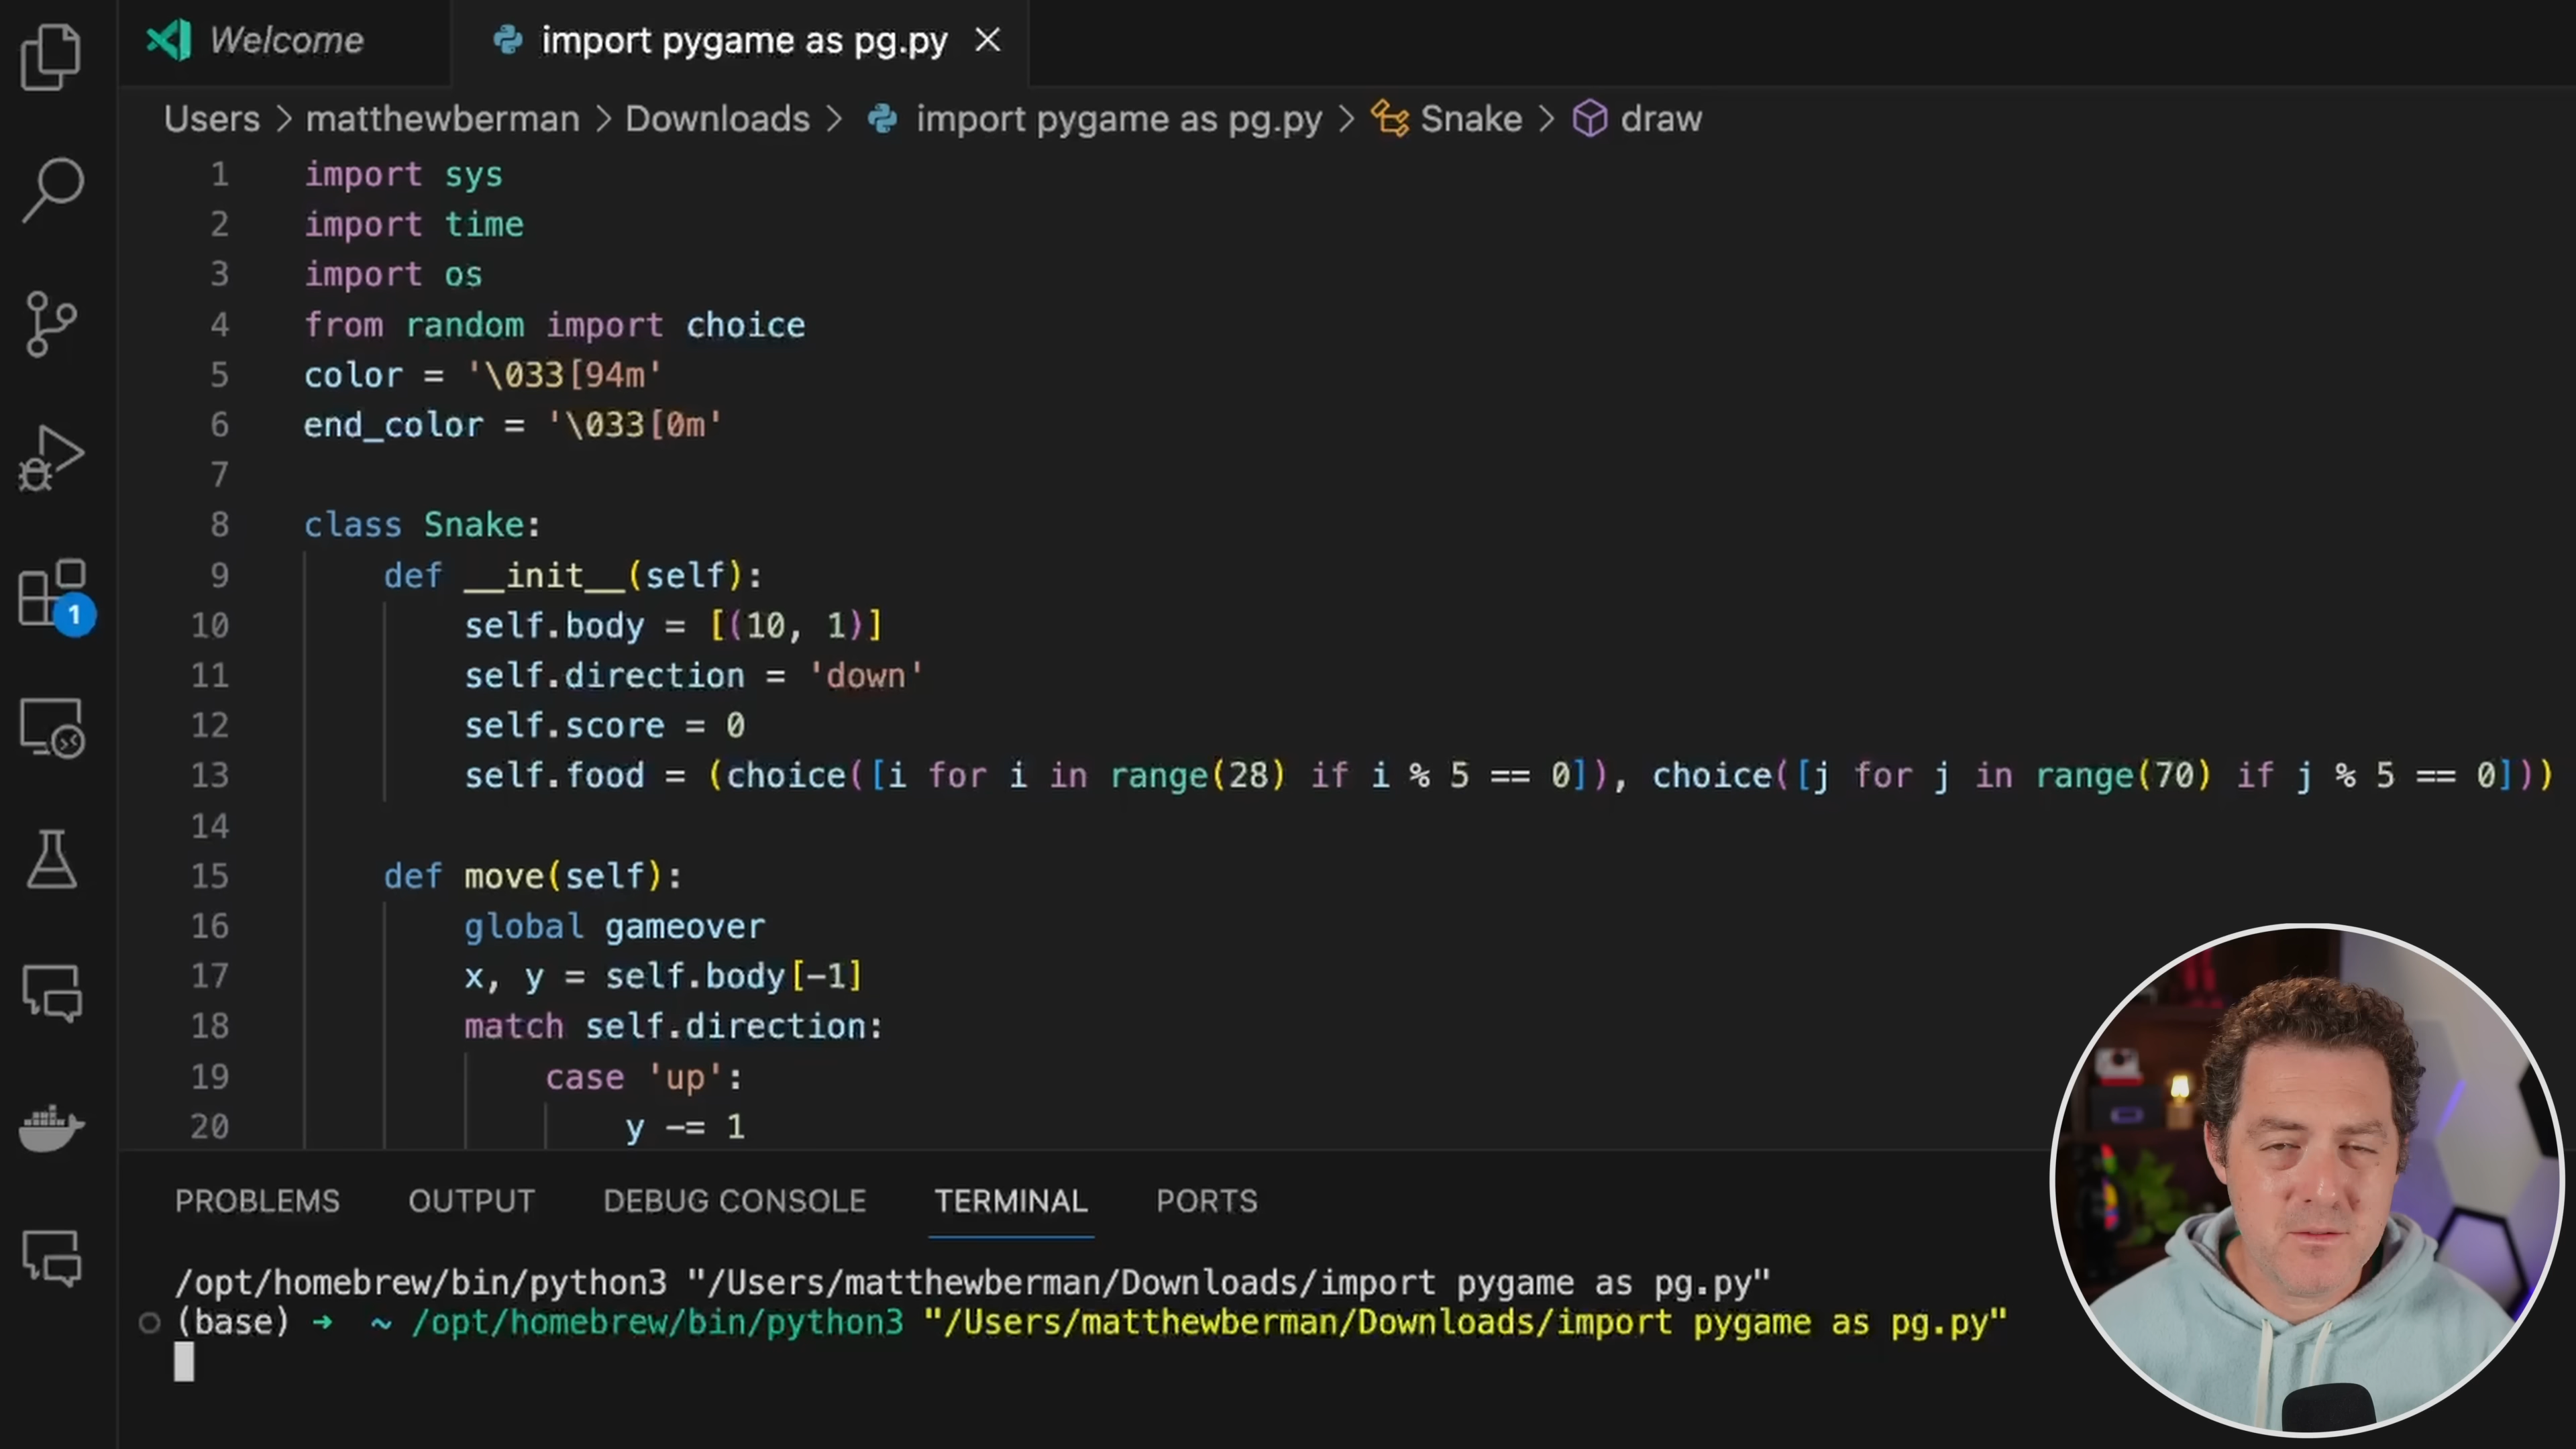 Welcome
import pygame as pg.py
Users > matthewberman > Downloads > import pygame as pg.py > Snake > draw
1 import sys
2 import time
3 import os
4 from random import choice
5 color = '\033[94m'
6 end_color = '\033[0m'
7
8 class Snake:
9 def __init__(self):
10 self.body = [(10, 1)]
11 self.direction = 'down'
12 self.score = 0
13 self.food = (choice([i for i in range(28) if i % 5 == 0]), choice([j for j in range(70) if j % 5 == 0]))
14
15 def move(self):
16 global gameover
17 x, y = self.body[-1]
18 match self.direction:
19 case 'up':
20 y -= 1
1
PROBLEMS OUTPUT DEBUG CONSOLE TERMINAL PORTS
/opt/homebrew/bin/python3 "/Users/matthewberman/Downloads/import pygame as pg.py"
(base) ➜ ~ /opt/homebrew/bin/python3 "/Users/matthewberman/Downloads/import pygame as pg.py"